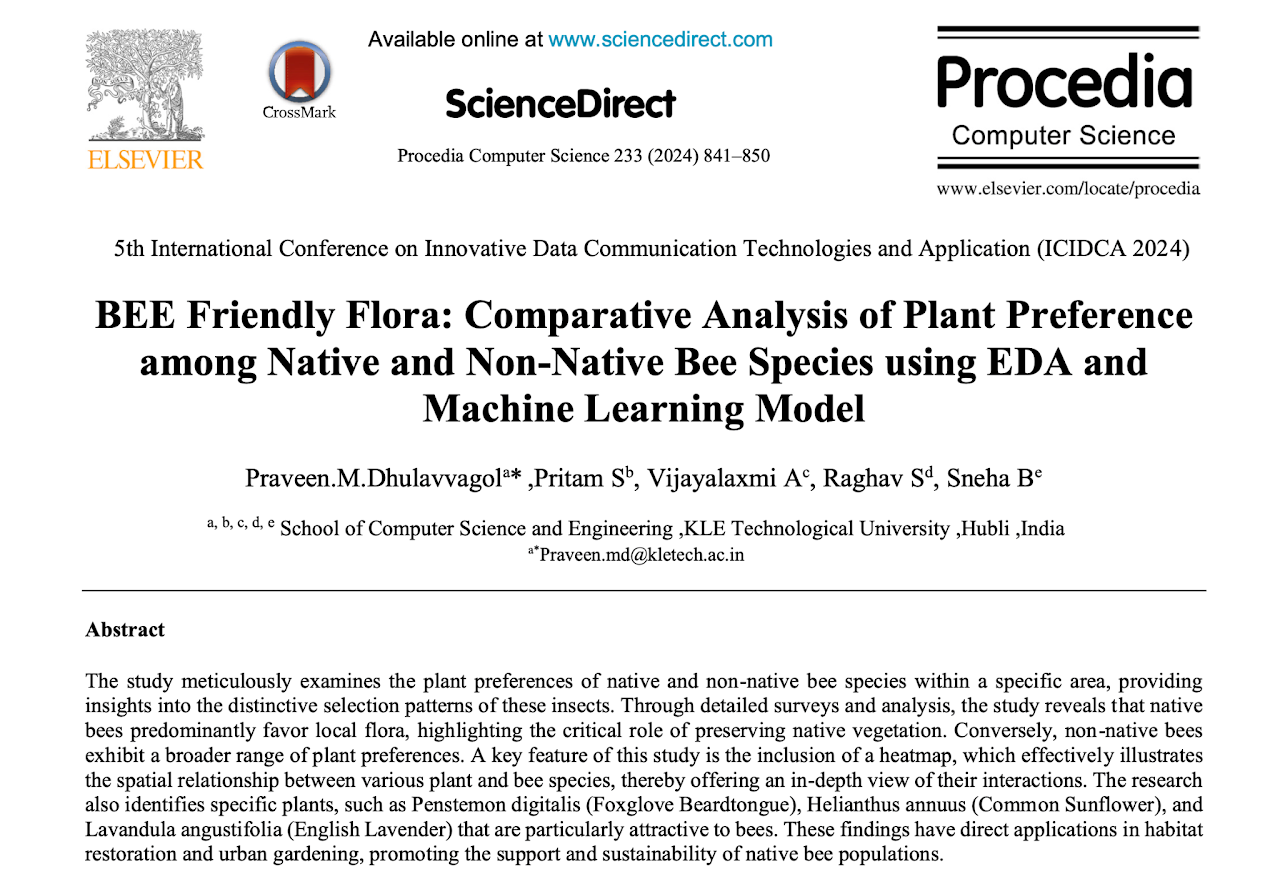 Available online at www.sciencedirect.com
ScienceDirect
Procedia Computer Science 233 (2024) 841–850
ELSEVIER
CrossMark
Procedia
Computer Science
www.elsevier.com/locate/procedia
5th International Conference on Innovative Data Communication Technologies and Application (ICIDCA 2024)
BEE Friendly Flora: Comparative Analysis of Plant Preference
among Native and Non-Native Bee Species using EDA and
Machine Learning Model
Praveen.M.Dhulavvagolᵃ* ,Pritam Sᵇ, Vijayalaxmi Aᶜ, Raghav Sᵈ, Sneha Bᵉ
ᵃ, ᵇ, ᶜ, ᵈ, ᵉ School of Computer Science and Engineering ,KLE Technological University ,Hubli ,India
ᵃ*Praveen.md@kletech.ac.in
Abstract
The study meticulously examines the plant preferences of native and non-native bee species within a specific area, providing
insights into the distinctive selection patterns of these insects. Through detailed surveys and analysis, the study reveals that native
bees predominantly favor local flora, highlighting the critical role of preserving native vegetation. Conversely, non-native bees
exhibit a broader range of plant preferences. A key feature of this study is the inclusion of a heatmap, which effectively illustrates
the spatial relationship between various plant and bee species, thereby offering an in-depth view of their interactions. The research
also identifies specific plants, such as Penstemon digitalis (Foxglove Beardtongue), Helianthus annuus (Common Sunflower), and
Lavandula angustifolia (English Lavender) that are particularly attractive to bees. These findings have direct applications in habitat
restoration and urban gardening, promoting the support and sustainability of native bee populations.